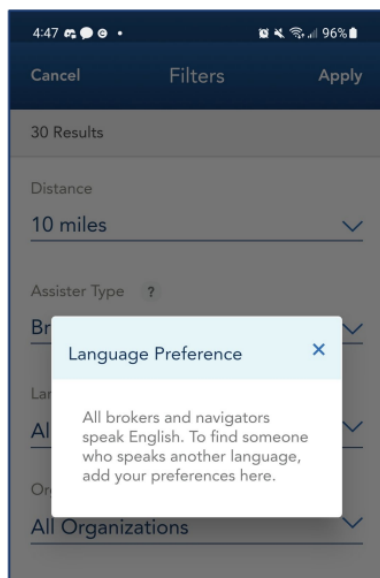 4:47 96%
Cancel Filters Apply
30 Results
Distance
10 miles
Assister Type ?
Br
Language Preference ×
Lan
All brokers and navigators
speak English. To find someone
who speaks another language,
add your preferences here.
Al
Or
All Organizations